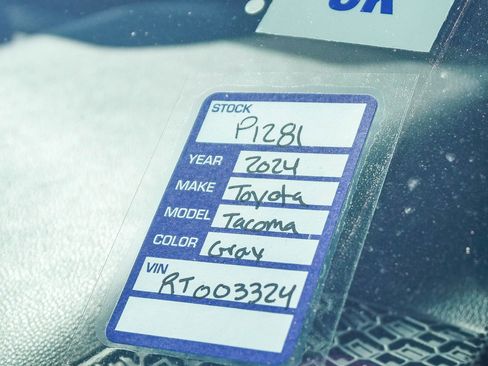 STOCK
P1281
YEAR 2024
MAKE Toyota
MODEL Tacoma
COLOR Gray
VIN
RT003324